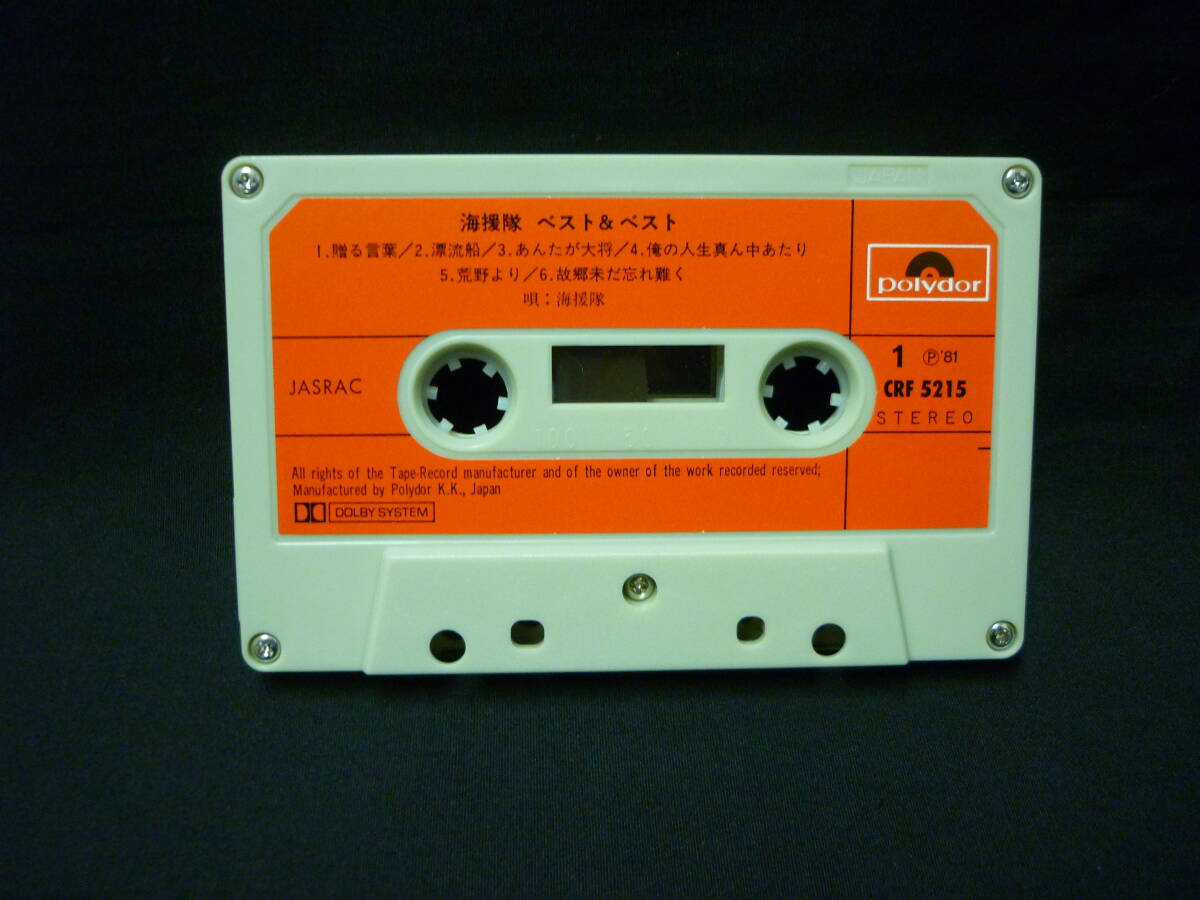 JAPAN
海援隊 ベスト&ベスト
1.贈る言葉/2.漂流船/3.あんたが大将/4.俺の人生真ん中あたり
5.荒野より/6.故郷未だ忘れ難く
唄:海援隊
polydor
JASRAC
1 Ⓟ'81
CRF 5215
STEREO
All rights of the Tape-Record manufacturer and of the owner of the work recorded reserved;
Manufactured by Polydor K.K., Japan
DOLBY SYSTEM